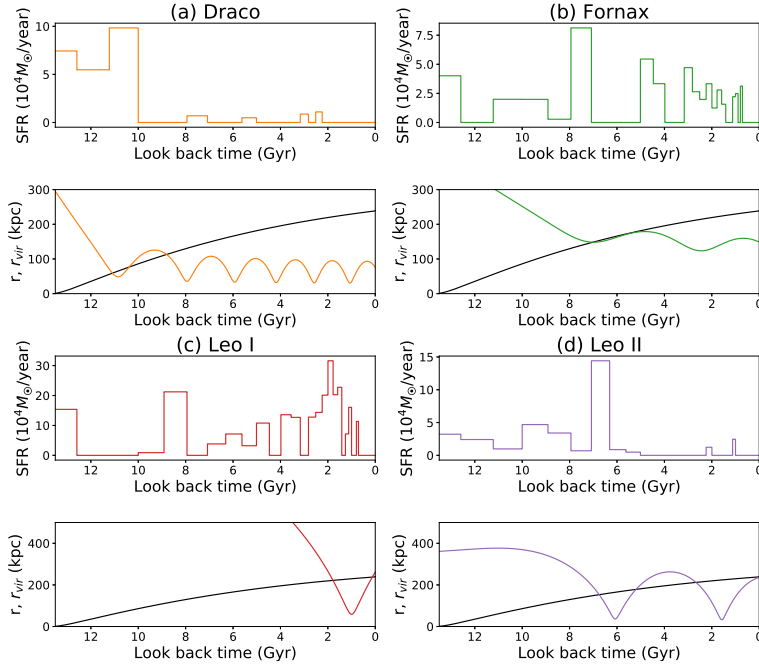 (a) Draco
SFR (10⁴M⊙/year)
10
5
0
12 10 8 6 4 2 0
Look back time (Gyr)
r, rvir (kpc)
300
200
100
0
12 10 8 6 4 2 0
Look back time (Gyr)
(b) Fornax
SFR (10⁴M⊙/year)
7.5
5.0
2.5
0.0
12 10 8 6 4 2 0
Look back time (Gyr)
r, rvir (kpc)
300
200
100
0
12 10 8 6 4 2 0
Look back time (Gyr)
(c) Leo I
SFR (10⁴M⊙/year)
30
20
10
0
12 10 8 6 4 2 0
Look back time (Gyr)
r, rvir (kpc)
400
200
0
12 10 8 6 4 2 0
Look back time (Gyr)
(d) Leo II
SFR (10⁴M⊙/year)
15
10
5
0
12 10 8 6 4 2 0
Look back time (Gyr)
r, rvir (kpc)
400
200
0
12 10 8 6 4 2 0
Look back time (Gyr)